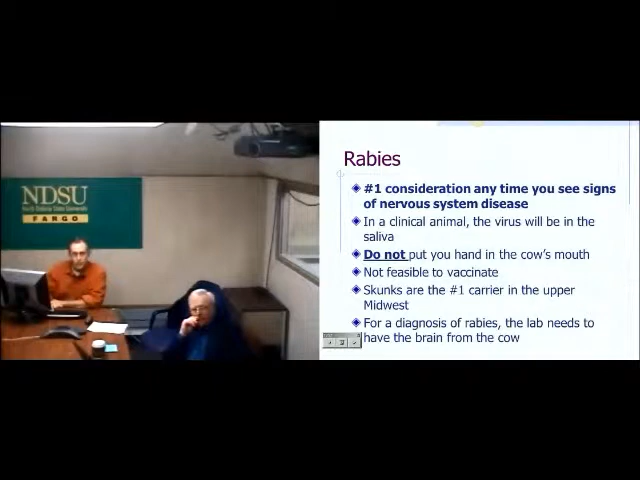 NDSU
North Dakota State University
FARGO
Rabies
#1 consideration any time you see signs
of nervous system disease
In a clinical animal, the virus will be in the
saliva
Do not put you hand in the cow's mouth
Not feasible to vaccinate
Skunks are the #1 carrier in the upper
Midwest
For a diagnosis of rabies, the lab needs to
have the brain from the cow